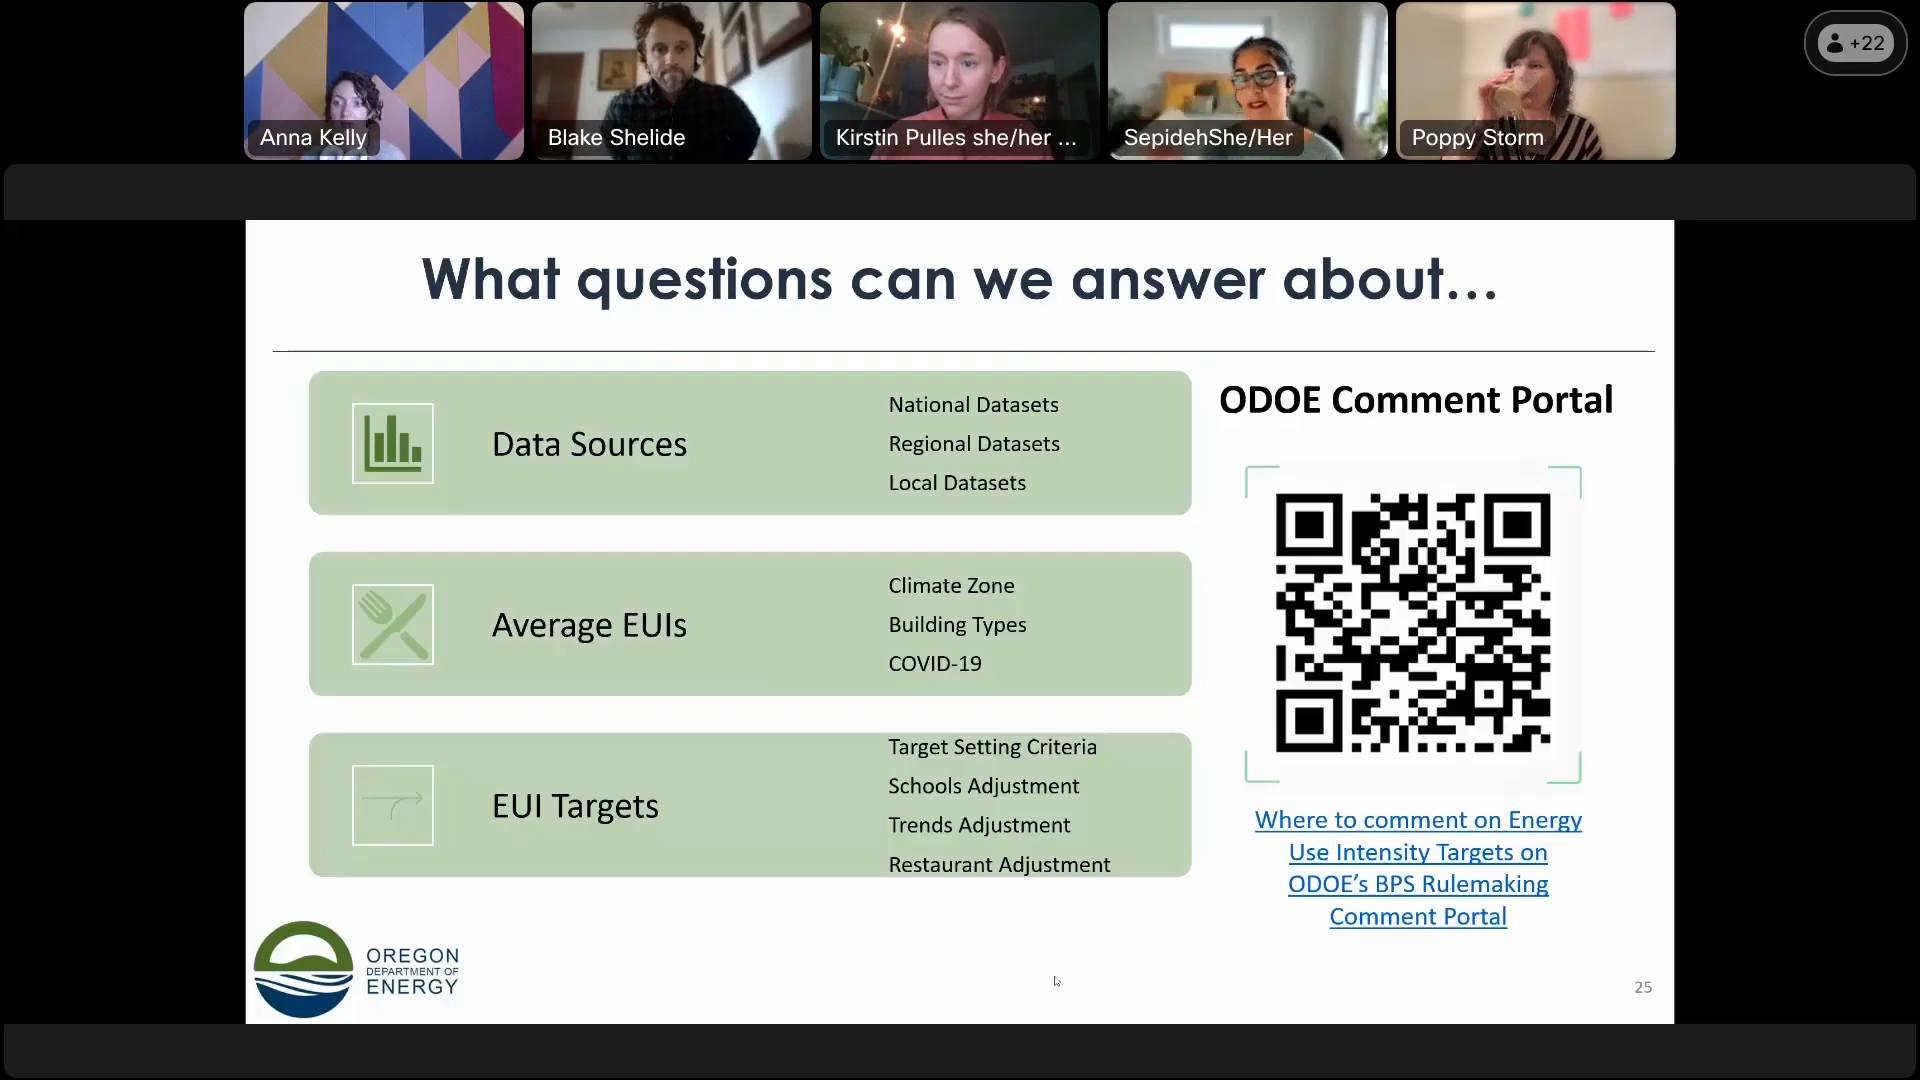 Anna Kelly
Blake Shelide
Kirstin Pulles she/her ...
SepidehShe/Her
Poppy Storm
+22
What questions can we answer about...
Data Sources
National Datasets
Regional Datasets
Local Datasets
Average EUIs
Climate Zone
Building Types
COVID-19
EUI Targets
Target Setting Criteria
Schools Adjustment
Trends Adjustment
Restaurant Adjustment
ODOE Comment Portal
Where to comment on Energy
Use Intensity Targets on
ODOE’s BPS Rulemaking
Comment Portal
OREGON
DEPARTMENT OF
ENERGY
25